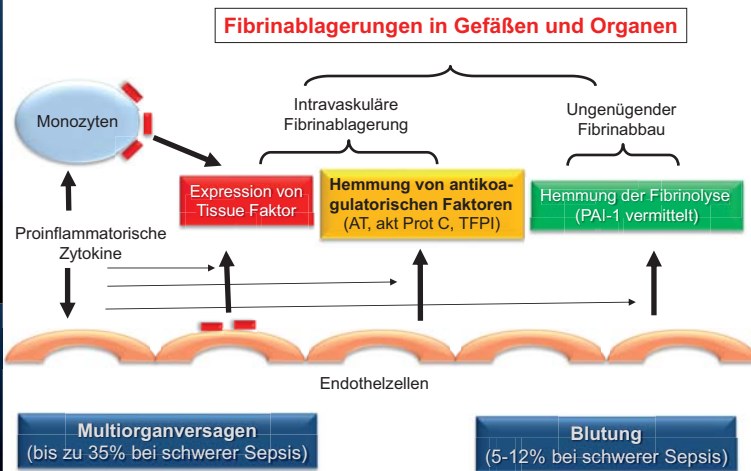 Fibrinablagerungen in Gefäßen und Organen
Intravaskuläre
Fibrinablagerung
Ungenügender
Fibrinabbau
Monozyten
Expression von
Tissue Faktor
Hemmung von antikoa-
gulatorischen Faktoren
(AT, akt Prot C, TFPI)
Hemmung der Fibrinolyse
(PAI-1 vermittelt)
Proinflammatorische
Zytokine
Endothelzellen
Multiorganversagen
(bis zu 35% bei schwerer Sepsis)
Blutung
(5-12% bei schwerer Sepsis)